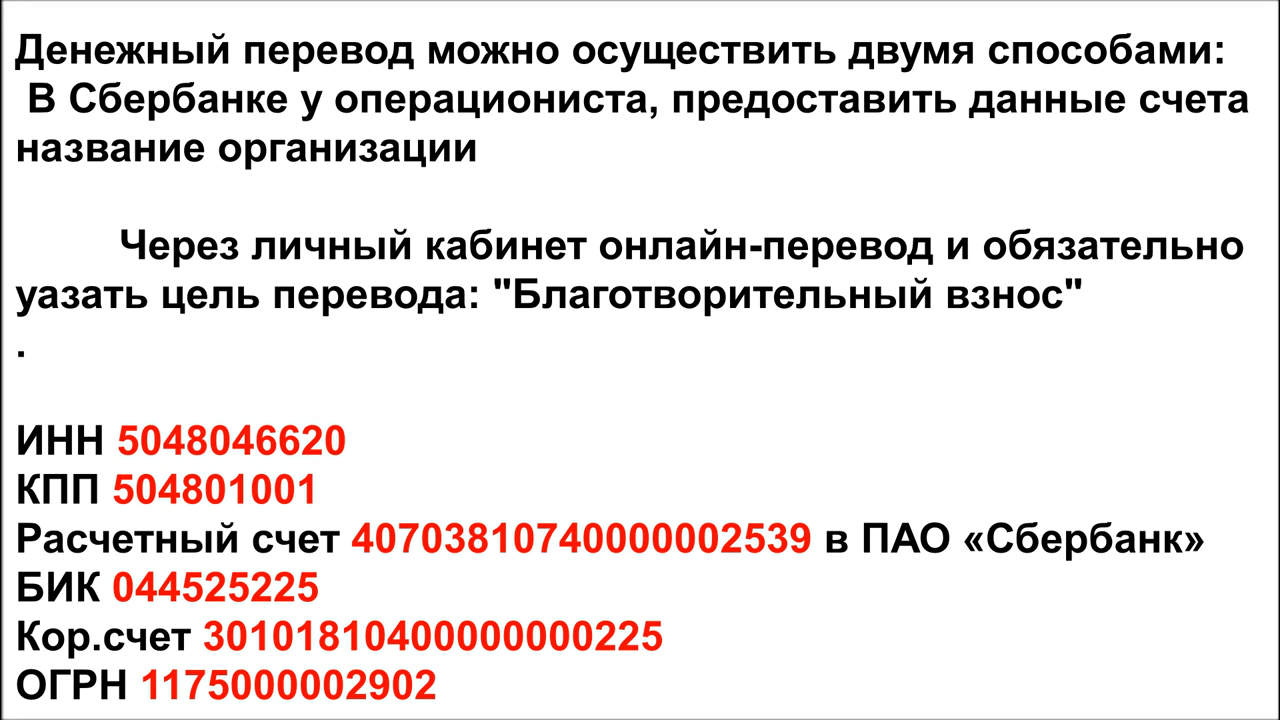 Денежный перевод можно осуществить двумя способами:
В Сбербанке у операциониста, предоставить данные счета
название организации
Через личный кабинет онлайн-перевод и обязательно
уазать цель перевода: "Благотворительный взнос"
.
ИНН 5048046620
КПП 504801001
Расчетный счет 40703810740000002539 в ПАО «Сбербанк»
БИК 044525225
Кор.счет 30101810400000000225
ОГРН 1175000002902